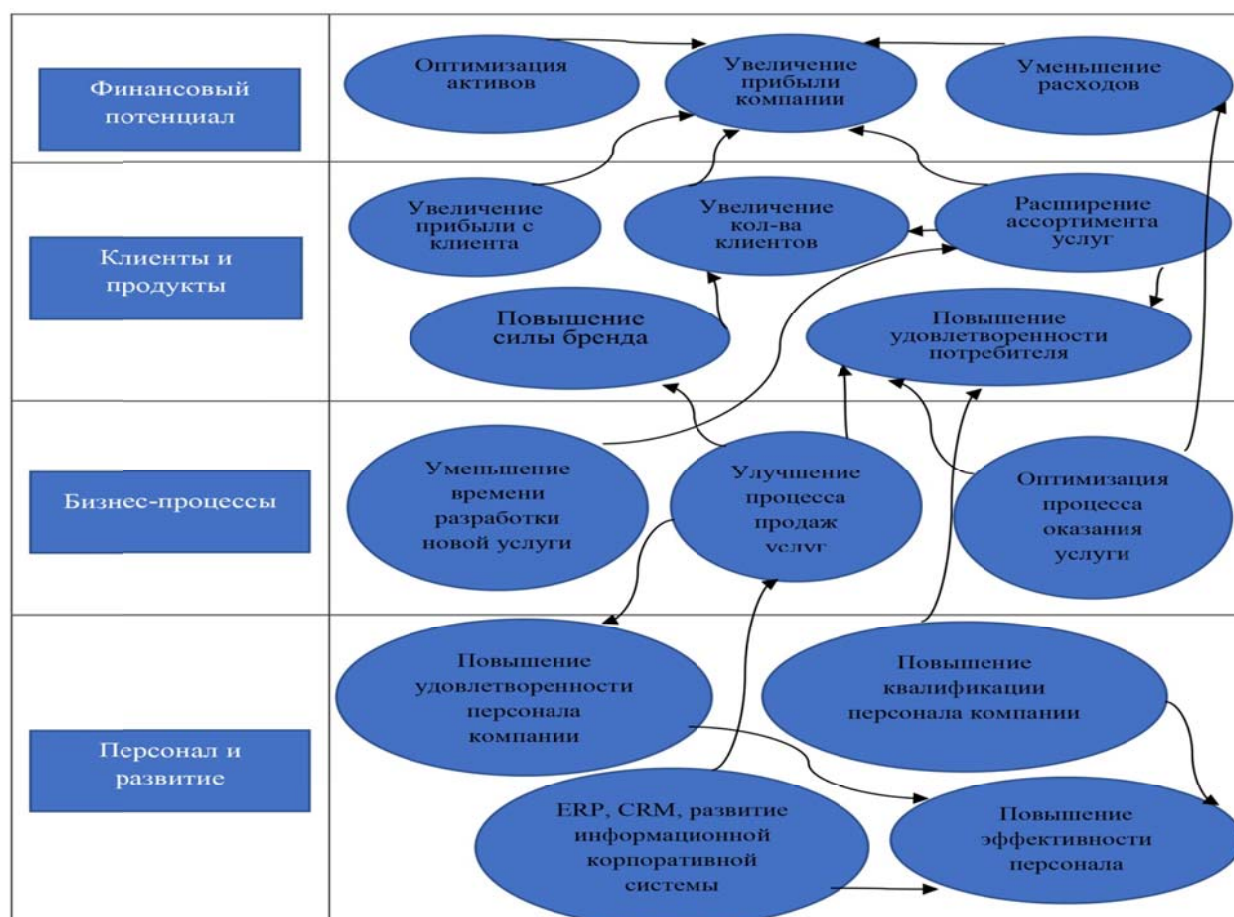 Финансовый
потенциал
Оптимизация
активов
Увеличение
прибыли
компании
Уменьшение
расходов
Клиенты и
продукты
Увеличение
прибыли с
клиента
Увеличение
кол-ва
клиентов
Расширение
ассортимента
услуг
Повышение
силы бренда
Повышение
удовлетворенности
потребителя
Бизнес-процессы
Уменьшение
времени
разработки
новой услуги
Улучшение
процесса
продаж
услуг
Оптимизация
процесса
оказания
услуги
Персонал и
развитие
Повышение
удовлетворенности
персонала
компании
Повышение
квалификации
персонала компании
ERP, CRM, развитие
информационной
корпоративной
системы
Повышение
эффективности
персонала